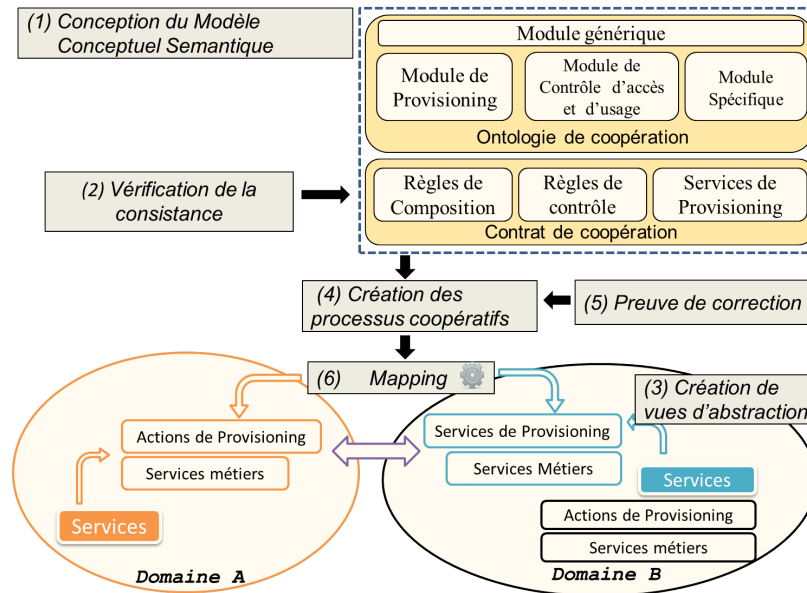 (1) Conception du Modèle
Conceptuel Semantique
Module générique
Module de
Provisioning
Module de
Contrôle d'accès
et d'usage
Module
Spécifique
Ontologie de coopération
(2) Vérification de la
consistance
Règles de
Composition
Règles de
contrôle
Services de
Provisioning
Contrat de coopération
(4) Création des
processus coopératifs
(5) Preuve de correction
(6) Mapping
(3) Création de
vues d'abstraction
Actions de Provisioning
Services métiers
Services
Domaine A
Services de Provisioning
Services Métiers
Services
Actions de Provisioning
Services métiers
Domaine B